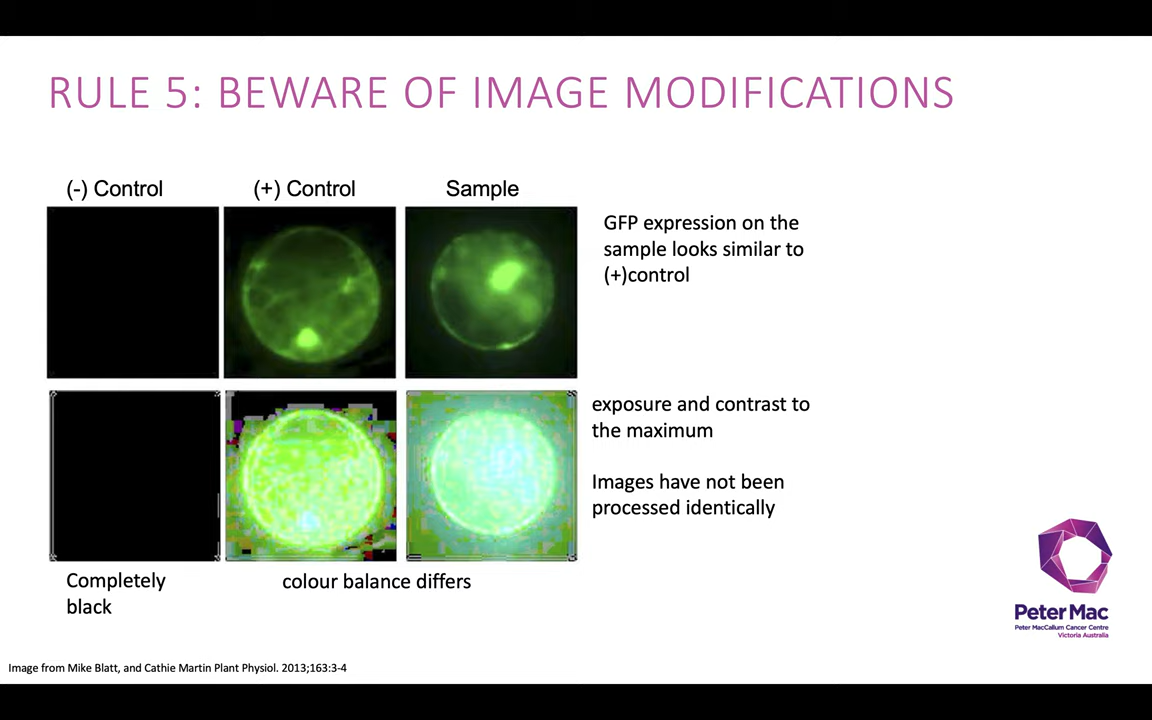 RULE 5: BEWARE OF IMAGE MODIFICATIONS
(-) Control
(+) Control
Sample
GFP expression on the
sample looks similar to
(+)control
exposure and contrast to
the maximum
Images have not been
processed identically
Completely
black
colour balance differs
Peter Mac
Peter MacCallum Cancer Centre
Victoria Australia
Image from Mike Blatt, and Cathie Martin Plant Physiol. 2013;163:3-4